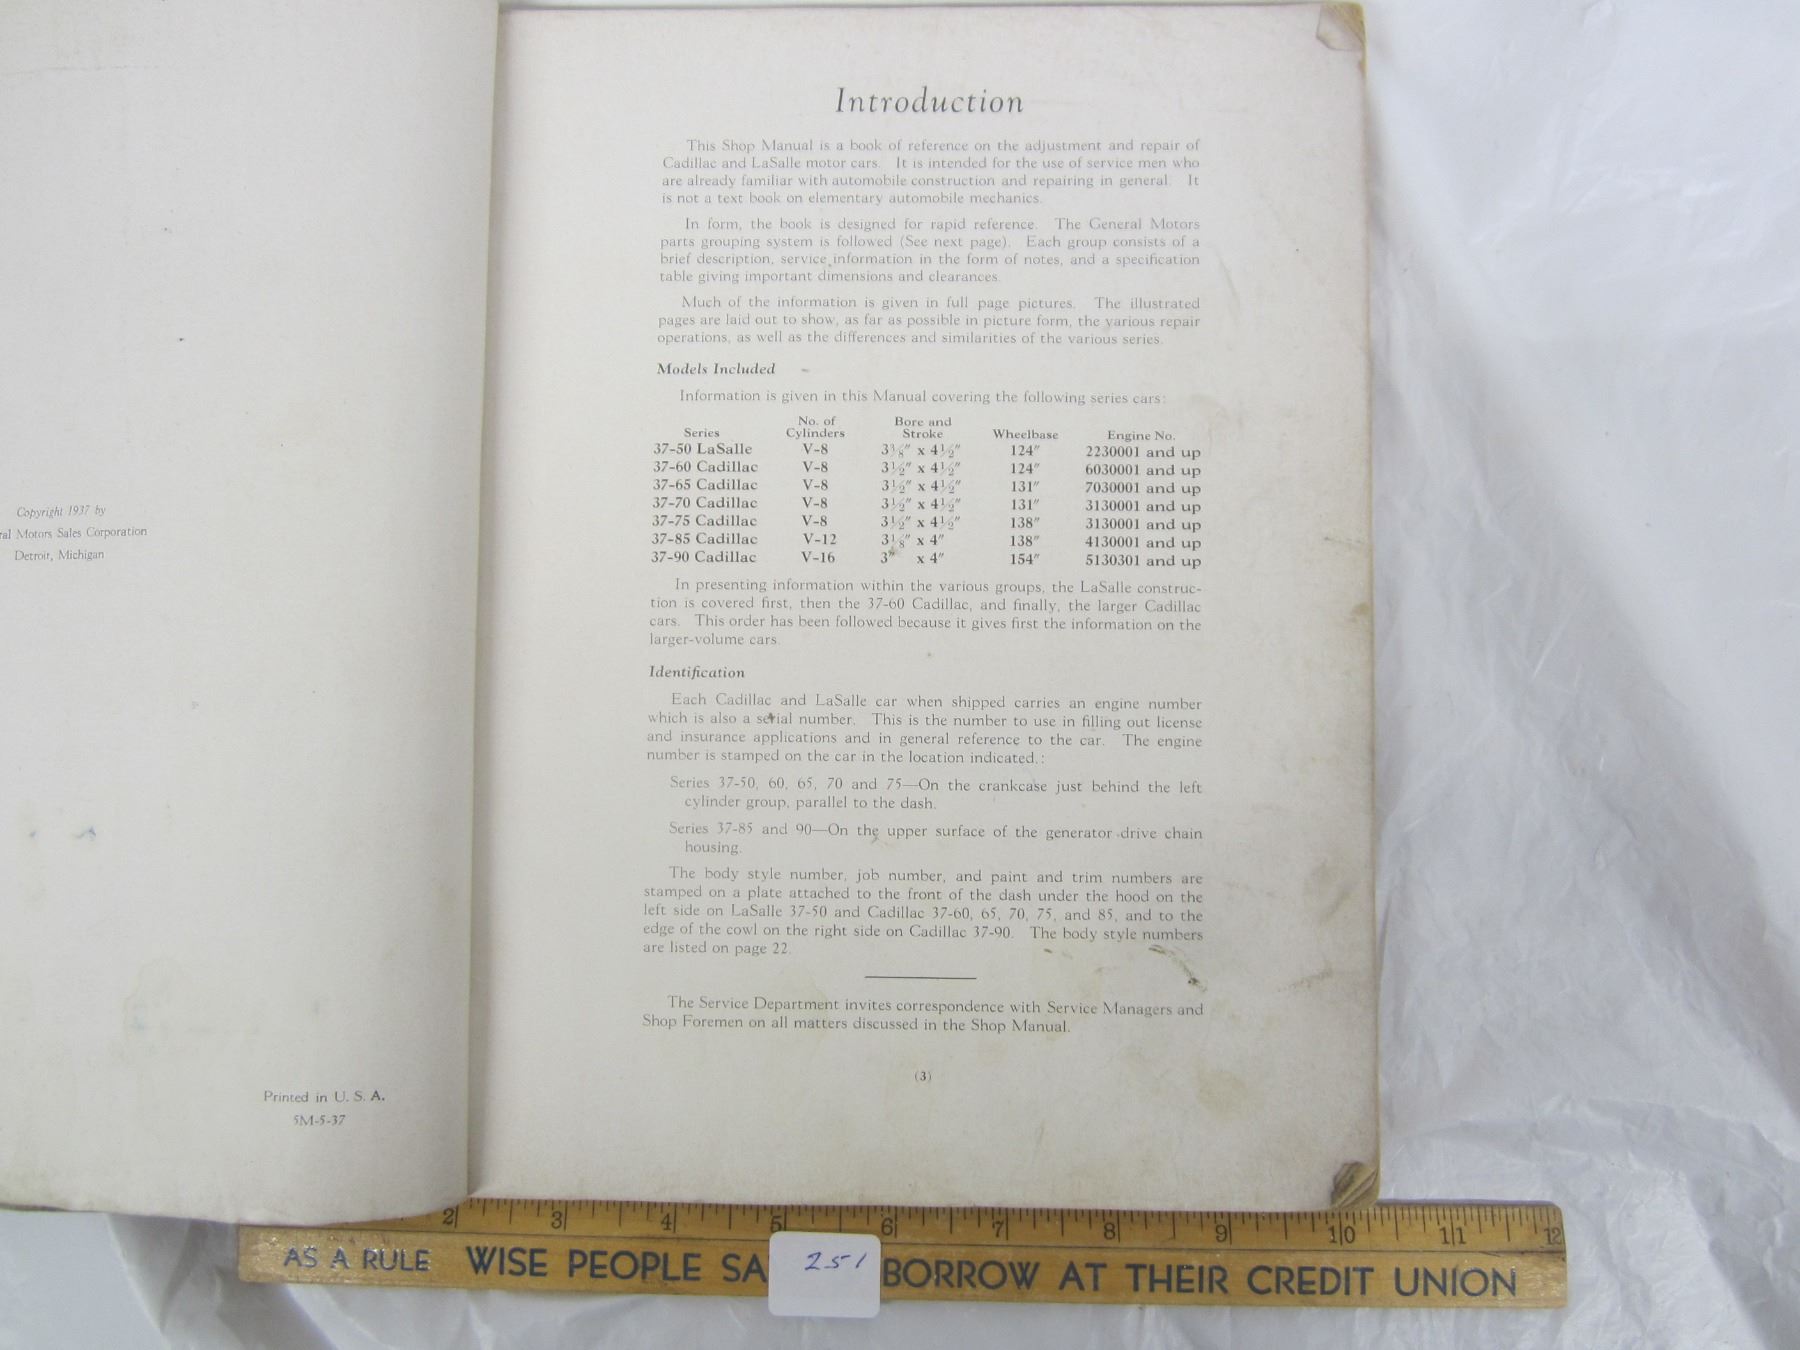 Copyright 1937 by
ral Motors Sales Corporation
Detroit, Michigan
Printed in U. S. A.
5M-5-37
Introduction
This Shop Manual is a book of reference on the adjustment and repair of
Cadillac and LaSalle motor cars. It is intended for the use of service men who
are already familiar with automobile construction and repairing in general. It
is not a text book on elementary automobile mechanics.
In form, the book is designed for rapid reference. The General Motors
parts grouping system is followed (See next page). Each group consists of a
brief description, service information in the form of notes, and a specification
table giving important dimensions and clearances.
Much of the information is given in full page pictures. The illustrated
pages are laid out to show, as far as possible in picture form, the various repair
operations, as well as the differences and similarities of the various series.
Models Included
Information is given in this Manual covering the following series cars:
Series No. of Cylinders Bore and Stroke Wheelbase Engine No.
37-50 LaSalle V-8 3⅜" x 4½" 124" 2230001 and up
37-60 Cadillac V-8 3½" x 4½" 124" 6030001 and up
37-65 Cadillac V-8 3½" x 4½" 131" 7030001 and up
37-70 Cadillac V-8 3½" x 4½" 131" 3130001 and up
37-75 Cadillac V-8 3½" x 4½" 138" 3130001 and up
37-85 Cadillac V-12 3⅛" x 4" 138" 4130001 and up
37-90 Cadillac V-16 3" x 4" 154" 5130301 and up
In presenting information within the various groups, the LaSalle construc-
tion is covered first, then the 37-60 Cadillac, and finally, the larger Cadillac
cars. This order has been followed because it gives first the information on the
larger-volume cars.
Identification
Each Cadillac and LaSalle car when shipped carries an engine number
which is also a serial number. This is the number to use in filling out license
and insurance applications and in general reference to the car. The engine
number is stamped on the car in the location indicated.:
Series 37-50, 60, 65, 70 and 75—On the crankcase just behind the left
cylinder group, parallel to the dash.
Series 37-85 and 90—On the upper surface of the generator drive chain
housing.
The body style number, job number, and paint and trim numbers are
stamped on a plate attached to the front of the dash under the hood on the
left side on LaSalle 37-50 and Cadillac 37-60, 65, 70, 75, and 85, and to the
edge of the cowl on the right side on Cadillac 37-90. The body style numbers
are listed on page 22.
The Service Department invites correspondence with Service Managers and
Shop Foremen on all matters discussed in the Shop Manual.
(3)
2 3 4 5 6 7 8 9 10 11 12
AS A RULE WISE PEOPLE SA BORROW AT THEIR CREDIT UNION
251